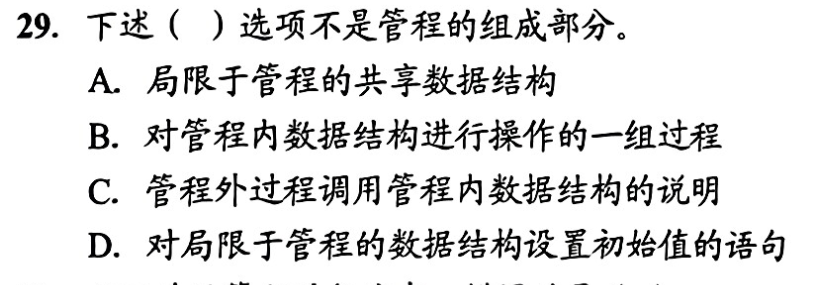 29. 下述（ ）选项不是管程的组成部分。
A. 局限于管程的共享数据结构
B. 对管程内数据结构进行操作的一组过程
C. 管程外过程调用管程内数据结构的说明
D. 对局限于管程的数据结构设置初始值的语句